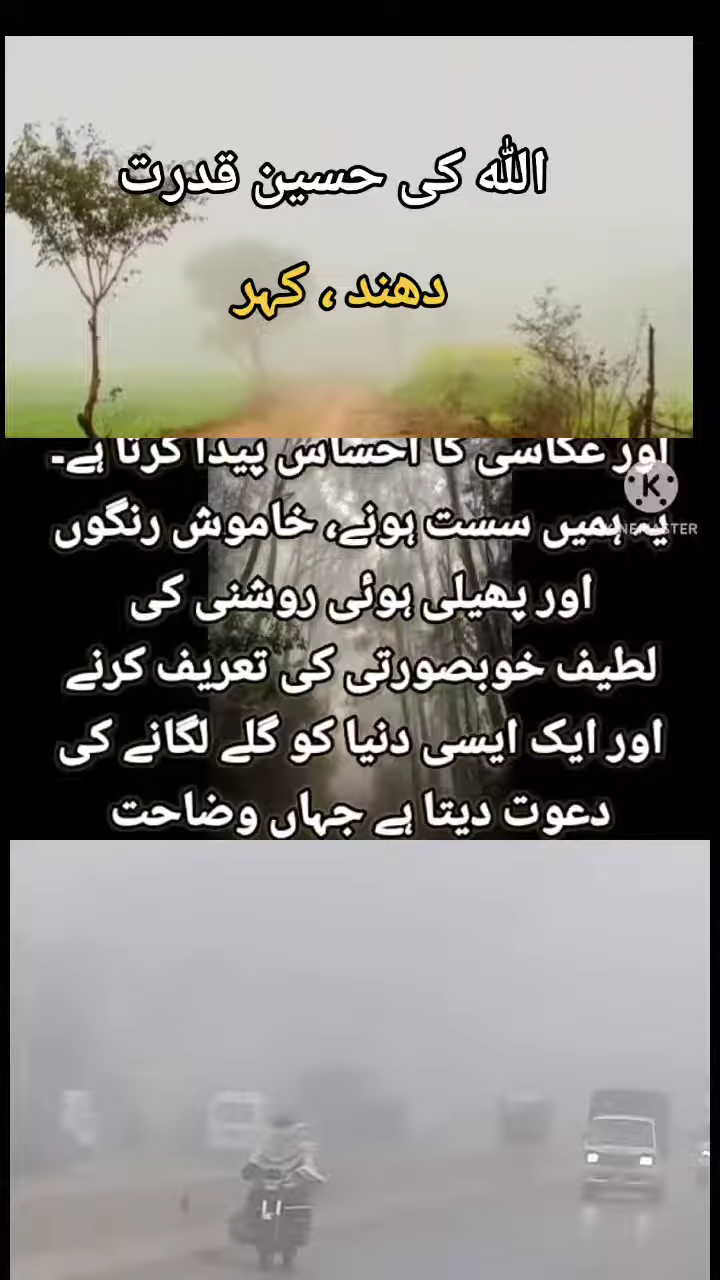 اللہ کی حسین قدرت
دھند ، کہر
اور عکاسی کا احساس پیدا کرتا ہے۔
یہ ہمیں سست ہونے، خاموش رنگوں
اور پھیلی ہوئی روشنی کی
لطیف خوبصورتی کی تعریف کرنے
اور ایک ایسی دنیا کو گلے لگانے کی
دعوت دیتا ہے جہاں وضاحت
K
KINEMASTER